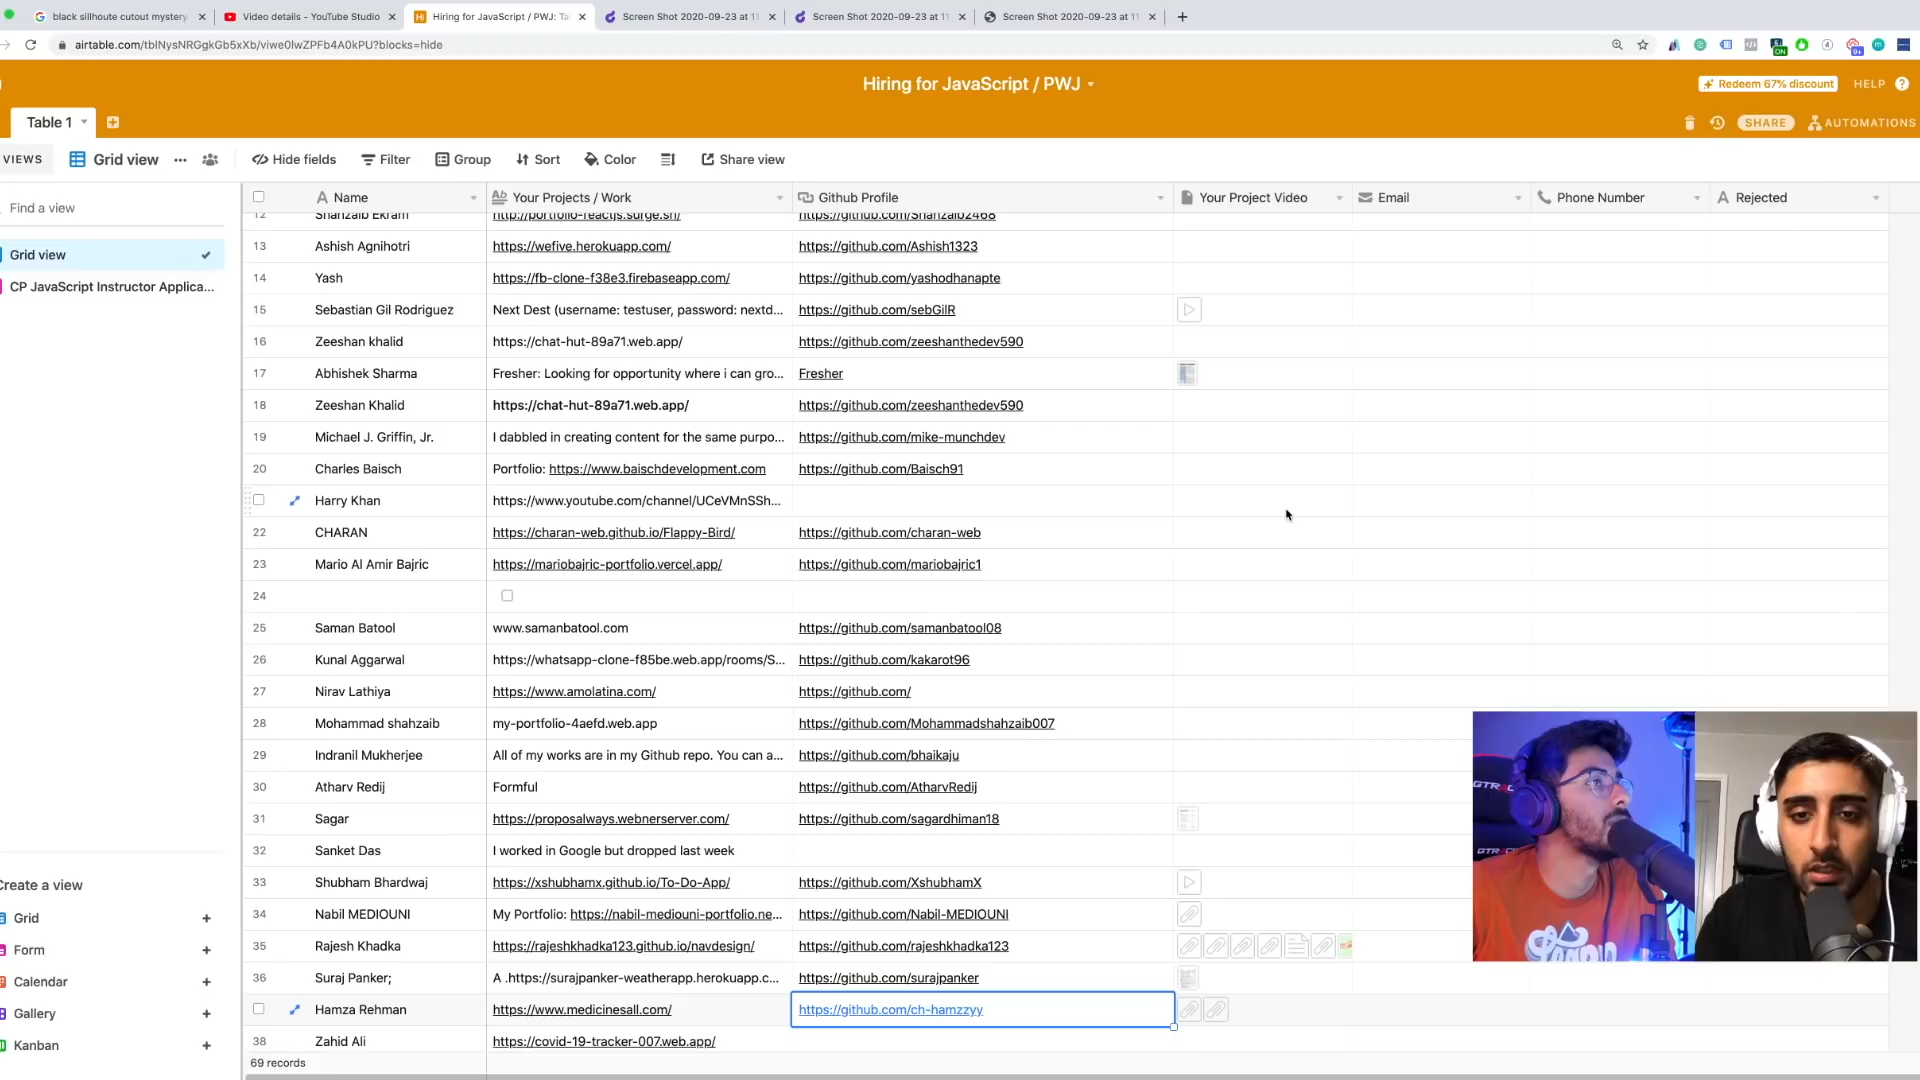 black sillhoute cutout mystery
Video details - YouTube Studio
Hiring for JavaScript / PWJ: Ta
Screen Shot 2020-09-23 at 11
Screen Shot 2020-09-23 at 11
Screen Shot 2020-09-23 at 11
airtable.com/tblNysNRGgkGb5xXb/viwe0lwZPFb4A0kPU?blocks=hide
ON
9+
Hiring for JavaScript / PWJ
Redeem 67% discount
HELP
Table 1
SHARE
AUTOMATIONS
VIEWS
Grid view
Hide fields
Filter
Group
Sort
Color
Share view
Find a view
Grid view
CP JavaScript Instructor Applica...
Create a view
Grid
Form
Calendar
Gallery
Kanban
Name Your Projects / Work Github Profile Your Project Video Email Phone Number Rejected
12 Shahzaib Ekram http://portfolio-reactjs.surge.sh/ https://github.com/Shahzaib2468
13 Ashish Agnihotri https://wefive.herokuapp.com/ https://github.com/Ashish1323
14 Yash https://fb-clone-f38e3.firebaseapp.com/ https://github.com/yashodhanapte
15 Sebastian Gil Rodriguez Next Dest (username: testuser, password: nextd... https://github.com/sebGilR
16 Zeeshan khalid https://chat-hut-89a71.web.app/ https://github.com/zeeshanthedev590
17 Abhishek Sharma Fresher: Looking for opportunity where i can gro... Fresher
18 Zeeshan Khalid https://chat-hut-89a71.web.app/ https://github.com/zeeshanthedev590
19 Michael J. Griffin, Jr. I dabbled in creating content for the same purpo... https://github.com/mike-munchdev
20 Charles Baisch Portfolio: https://www.baischdevelopment.com https://github.com/Baisch91
Harry Khan https://www.youtube.com/channel/UCeVMnSSh...
22 CHARAN https://charan-web.github.io/Flappy-Bird/ https://github.com/charan-web
23 Mario Al Amir Bajric https://mariobajric-portfolio.vercel.app/ https://github.com/mariobajric1
24
25 Saman Batool www.samanbatool.com https://github.com/samanbatool08
26 Kunal Aggarwal https://whatsapp-clone-f85be.web.app/rooms/S... https://github.com/kakarot96
27 Nirav Lathiya https://www.amolatina.com/ https://github.com/
28 Mohammad shahzaib my-portfolio-4aefd.web.app https://github.com/Mohammadshahzaib007
29 Indranil Mukherjee All of my works are in my Github repo. You can a... https://github.com/bhaikaju
30 Atharv Redij Formful https://github.com/AtharvRedij
31 Sagar https://proposalways.webnerserver.com/ https://github.com/sagardhiman18
32 Sanket Das I worked in Google but dropped last week
33 Shubham Bhardwaj https://xshubhamx.github.io/To-Do-App/ https://github.com/XshubhamX
34 Nabil MEDIOUNI My Portfolio: https://nabil-mediouni-portfolio.ne... https://github.com/Nabil-MEDIOUNI
35 Rajesh Khadka https://rajeshkhadka123.github.io/navdesign/ https://github.com/rajeshkhadka123
36 Suraj Panker; A .https://surajpanker-weatherapp.herokuapp.c... https://github.com/surajpanker
Hamza Rehman https://www.medicinesall.com/ https://github.com/ch-hamzzyy
38 Zahid Ali https://covid-19-tracker-007.web.app/
69 records